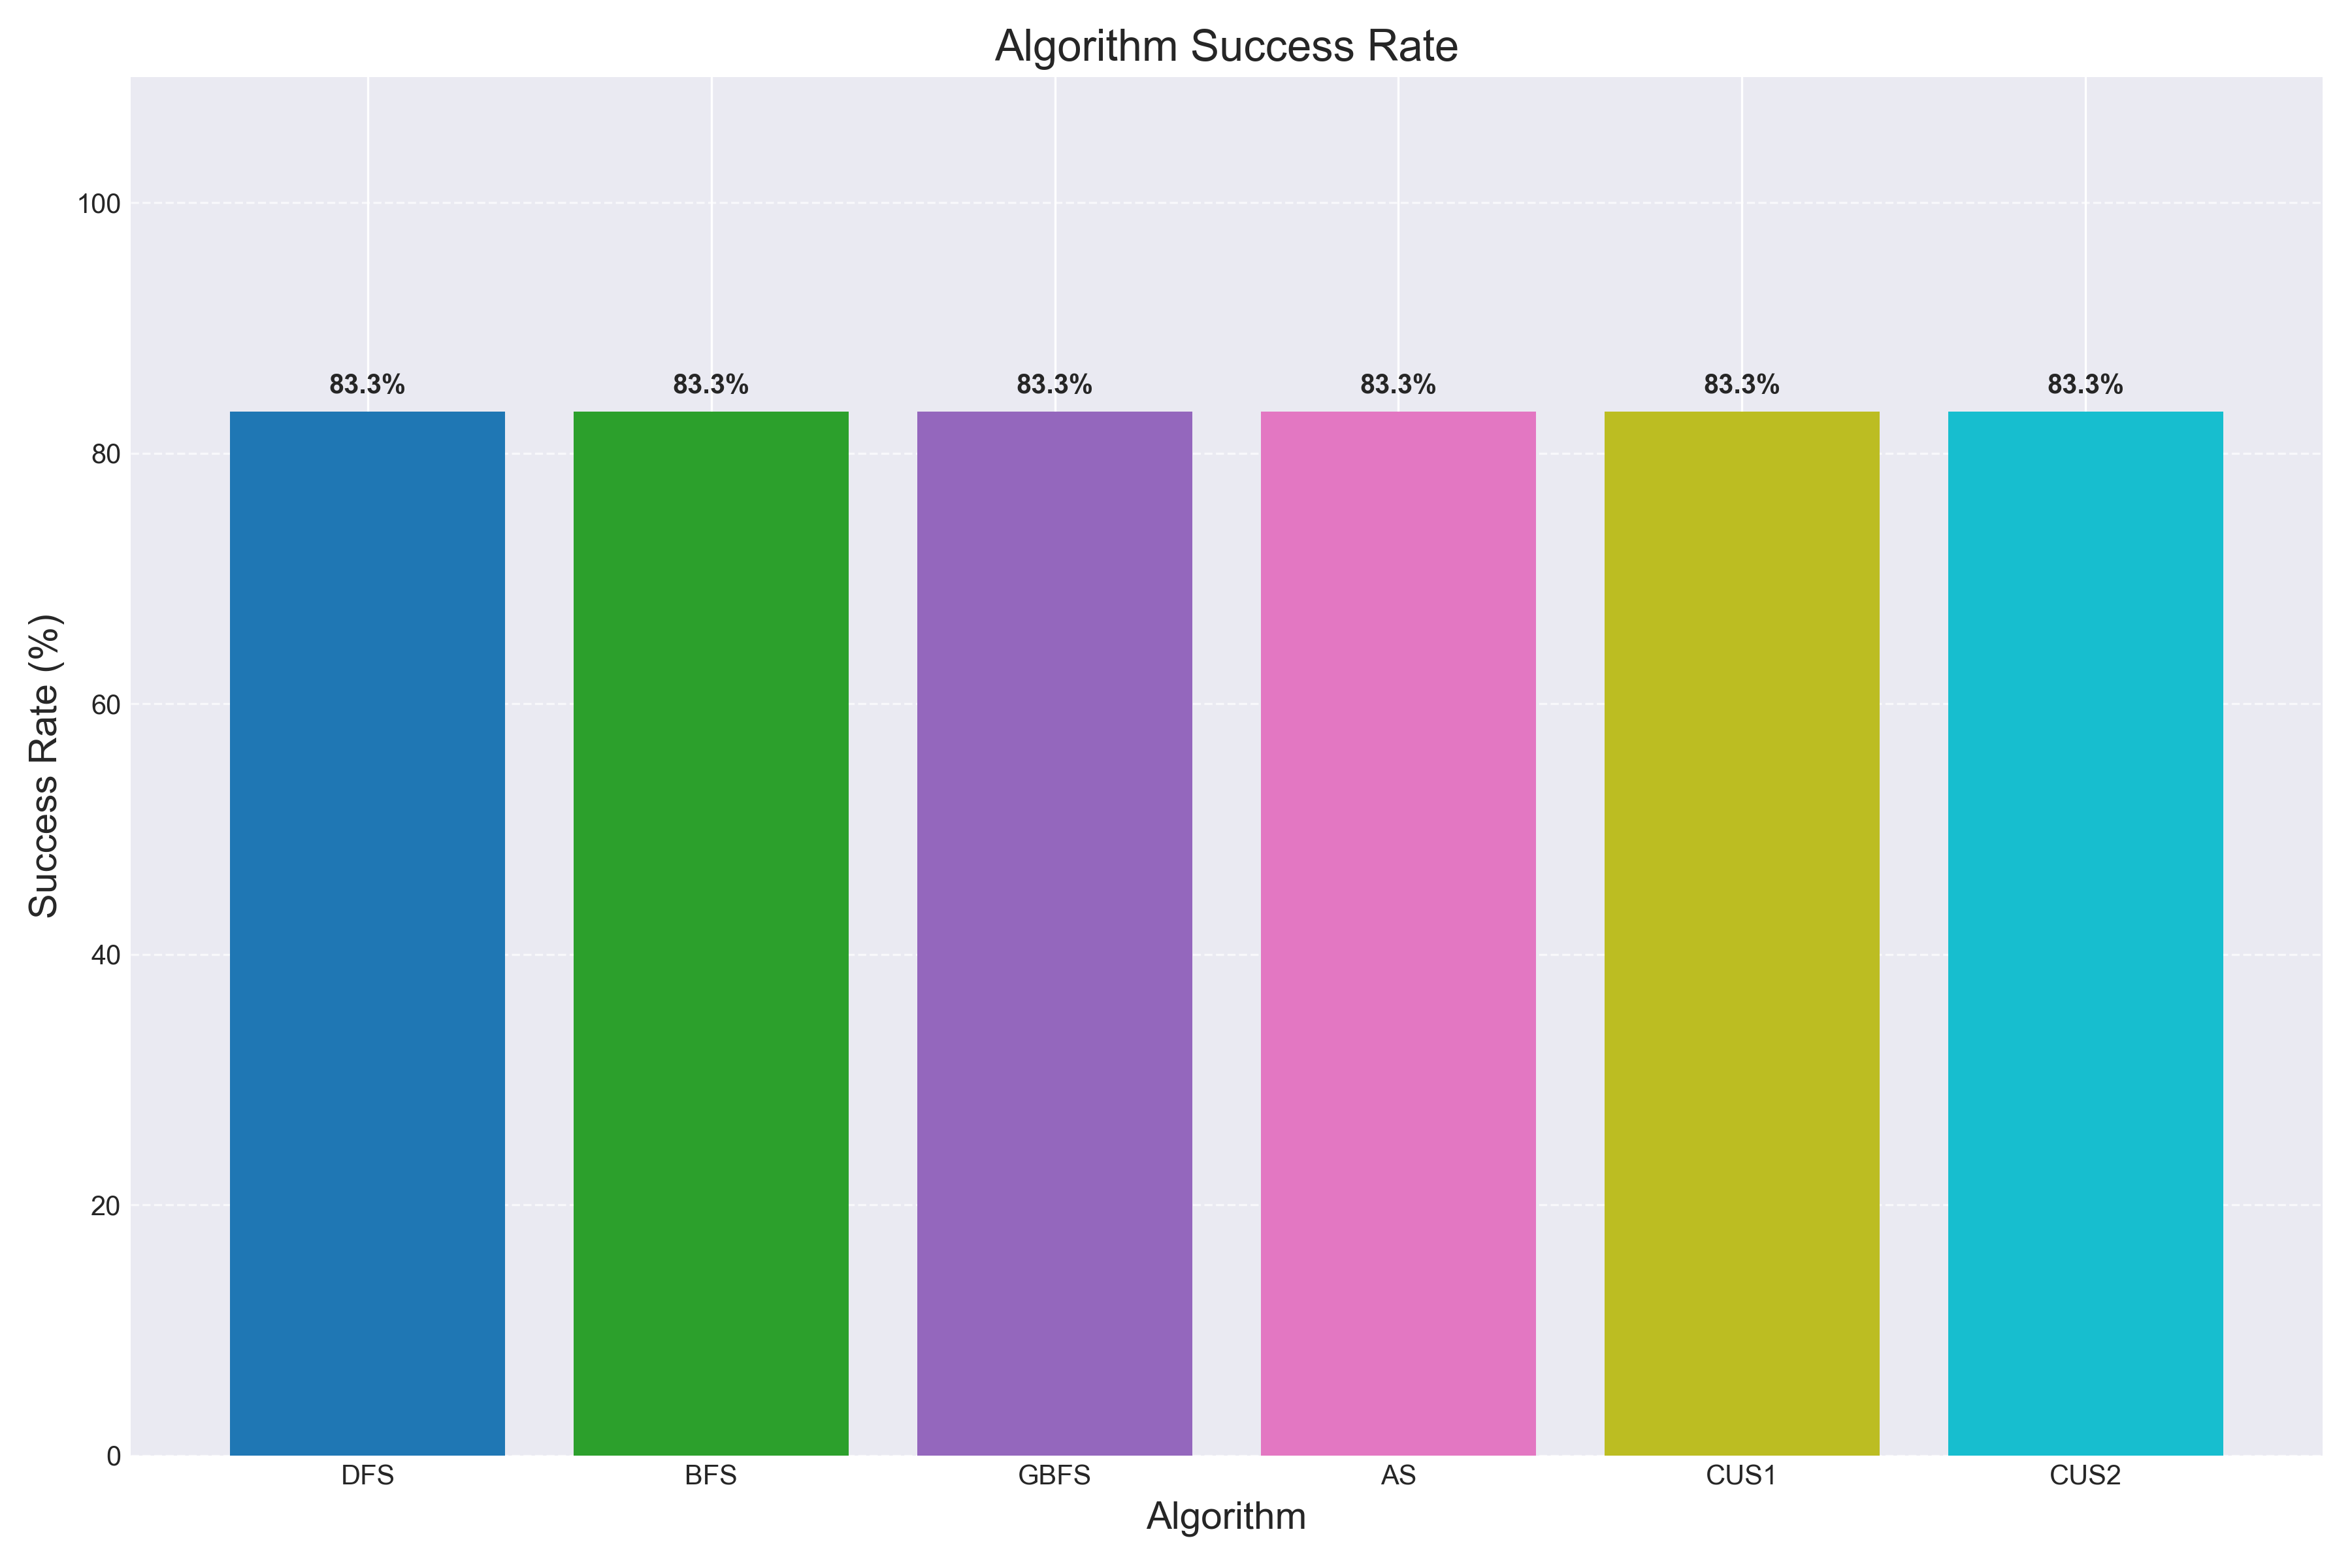 Algorithm Success Rate
Success Rate (%)
100
80
60
40
20
0
83.3% 83.3% 83.3% 83.3% 83.3% 83.3%
DFS BFS GBFS AS CUS1 CUS2
Algorithm